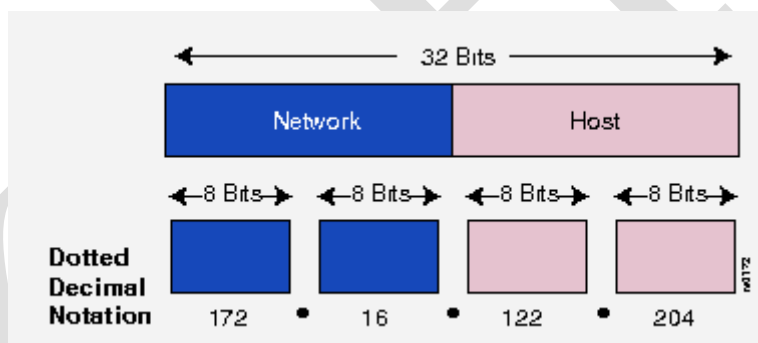 32 Bits
Network Host
8 Bits 8 Bits 8 Bits 8 Bits
Dotted
Decimal
Notation 172 • 16 • 122 • 204